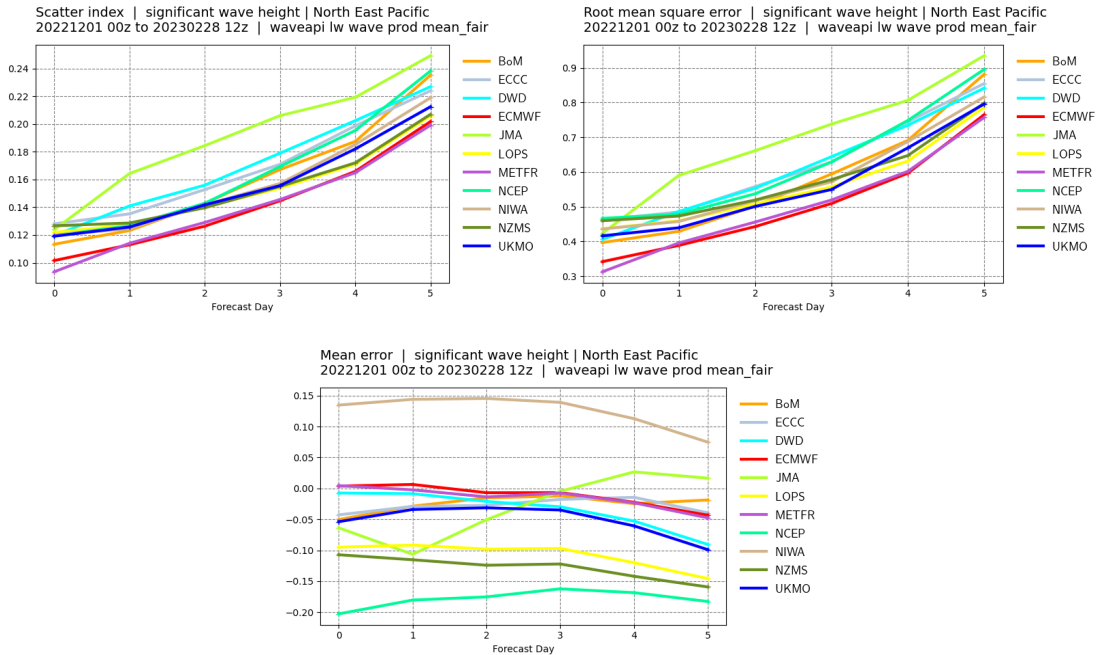 Scatter index | significant wave height | North East Pacific
20221201 00z to 20230228 12z | waveapi lw wave prod mean_fair
0.24
0.22
0.20
0.18
0.16
0.14
0.12
0.10
0
1
2
3
4
5
Forecast Day
BoM
ECCC
DWD
ECMWF
JMA
LOPS
METFR
NCEP
NIWA
NZMS
UKMO
Root mean square error | significant wave height | North East Pacific
20221201 00z to 20230228 12z | waveapi lw wave prod mean_fair
0.9
0.8
0.7
0.6
0.5
0.4
0.3
0
1
2
3
4
5
Forecast Day
BoM
ECCC
DWD
ECMWF
JMA
LOPS
METFR
NCEP
NIWA
NZMS
UKMO
Mean error | significant wave height | North East Pacific
20221201 00z to 20230228 12z | waveapi lw wave prod mean_fair
0.15
0.10
0.05
0.00
−0.05
−0.10
−0.15
−0.20
0
1
2
3
4
5
Forecast Day
BoM
ECCC
DWD
ECMWF
JMA
LOPS
METFR
NCEP
NIWA
NZMS
UKMO